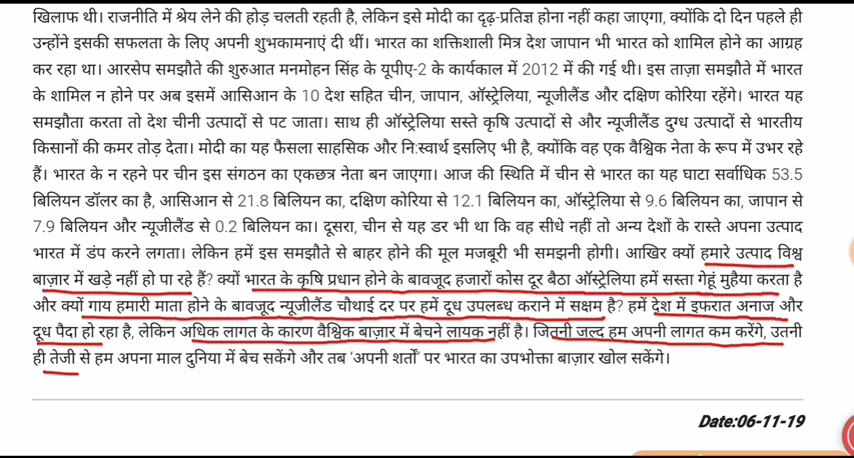 खिलाफ थी। राजनीति में श्रेय लेने की होड़ चलती रहती है, लेकिन इसे मोदी का दृढ़-प्रतिज्ञ होना नहीं कहा जाएगा, क्योंकि दो दिन पहले ही
उन्होंने इसकी सफलता के लिए अपनी शुभकामनाएं दी थीं। भारत का शक्तिशाली मित्र देश जापान भी भारत को शामिल होने का आग्रह
कर रहा था। आरसेप समझौते की शुरुआत मनमोहन सिंह के यूपीए-2 के कार्यकाल में 2012 में की गई थी। इस ताज़ा समझौते में भारत
के शामिल न होने पर अब इसमें आसिआन के 10 देश सहित चीन, जापान, ऑस्ट्रेलिया, न्यूजीलैंड और दक्षिण कोरिया रहेंगे। भारत यह
समझौता करता तो देश चीनी उत्पादों से पट जाता। साथ ही ऑस्ट्रेलिया सस्ते कृषि उत्पादों से और न्यूजीलैंड दुग्ध उत्पादों से भारतीय
किसानों की कमर तोड़ देता। मोदी का यह फैसला साहसिक और नि:स्वार्थ इसलिए भी है, क्योंकि वह एक वैश्विक नेता के रूप में उभर रहे
हैं। भारत के न रहने पर चीन इस संगठन का एकछत्र नेता बन जाएगा। आज की स्थिति में चीन से भारत का यह घाटा सर्वाधिक 53.5
बिलियन डॉलर का है, आसिआन से 21.8 बिलियन का, दक्षिण कोरिया से 12.1 बिलियन का, ऑस्ट्रेलिया से 9.6 बिलियन का, जापान से
7.9 बिलियन और न्यूजीलैंड से 0.2 बिलियन का। दूसरा, चीन से यह डर भी था कि वह सीधे नहीं तो अन्य देशों के रास्ते अपना उत्पाद
भारत में डंप करने लगता। लेकिन हमें इस समझौते से बाहर होने की मूल मजबूरी भी समझनी होगी। आखिर क्यों हमारे उत्पाद विश्व
बाज़ार में खड़े नहीं हो पा रहे हैं? क्यों भारत के कृषि प्रधान होने के बावजूद हजारों कोस दूर बैठा ऑस्ट्रेलिया हमें सस्ता गेहूं मुहैया करता है
और क्यों गाय हमारी माता होने के बावजूद न्यूजीलैंड चौथाई दर पर हमें दूध उपलब्ध कराने में सक्षम है? हमें देश में इफरात अनाज और
दूध पैदा हो रहा है, लेकिन अधिक लागत के कारण वैश्विक बाज़ार में बेचने लायक नहीं है। जितनी जल्द हम अपनी लागत कम करेंगे, उतनी
ही तेजी से हम अपना माल दुनिया में बेच सकेंगे और तब 'अपनी शर्तों' पर भारत का उपभोक्ता बाज़ार खोल सकेंगे।
Date:06-11-19